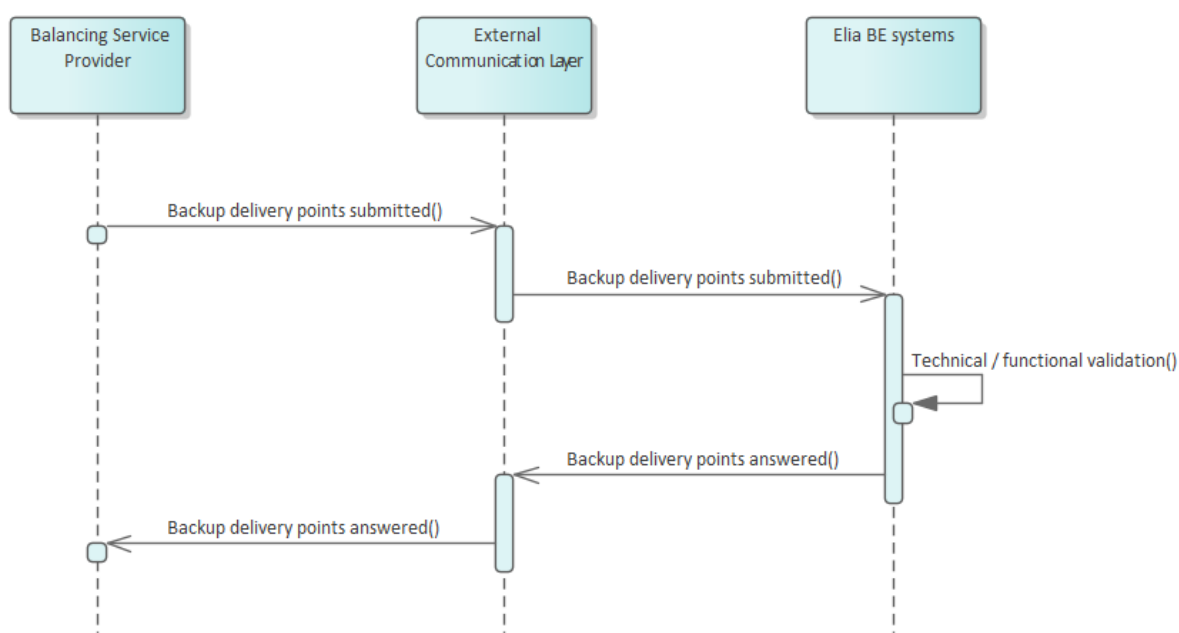 Balancing Service
Provider
External
Communication Layer
Elia BE systems
Backup delivery points submitted()
Backup delivery points submitted()
Technical / functional validation()
Backup delivery points answered()
Backup delivery points answered()